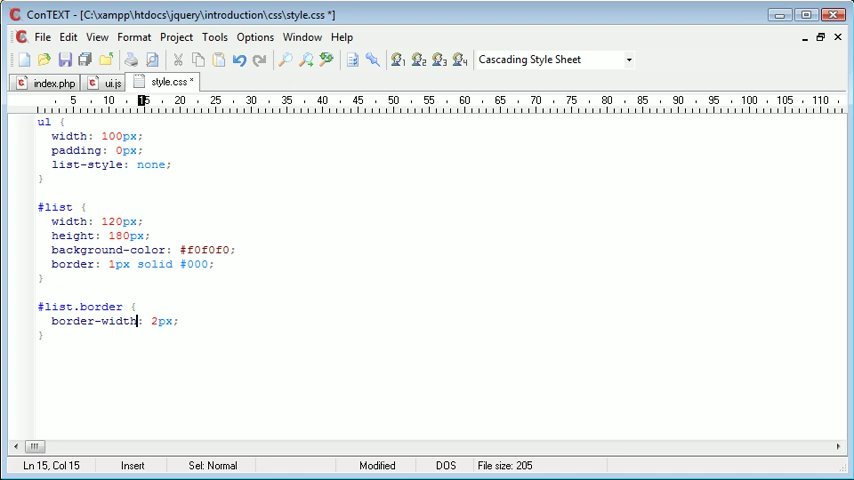 ConTEXT - [C:\xampp\htdocs\jquery\introduction\css\style.css *]
File Edit View Format Project Tools Options Window Help
1 2 3 4 Cascading Style Sheet
index.php ui.js style.css *
5 10 15 20 25 30 35 40 45 50 55 60 65 70 75 80 85 90 95 100 105 110
ul {
width: 100px;
padding: 0px;
list-style: none;
}
#list {
width: 120px;
height: 180px;
background-color: #f0f0f0;
border: 1px solid #000;
}
#list.border {
border-width: 2px;
}
Ln 15, Col 15 Insert Sel: Normal Modified DOS File size: 205